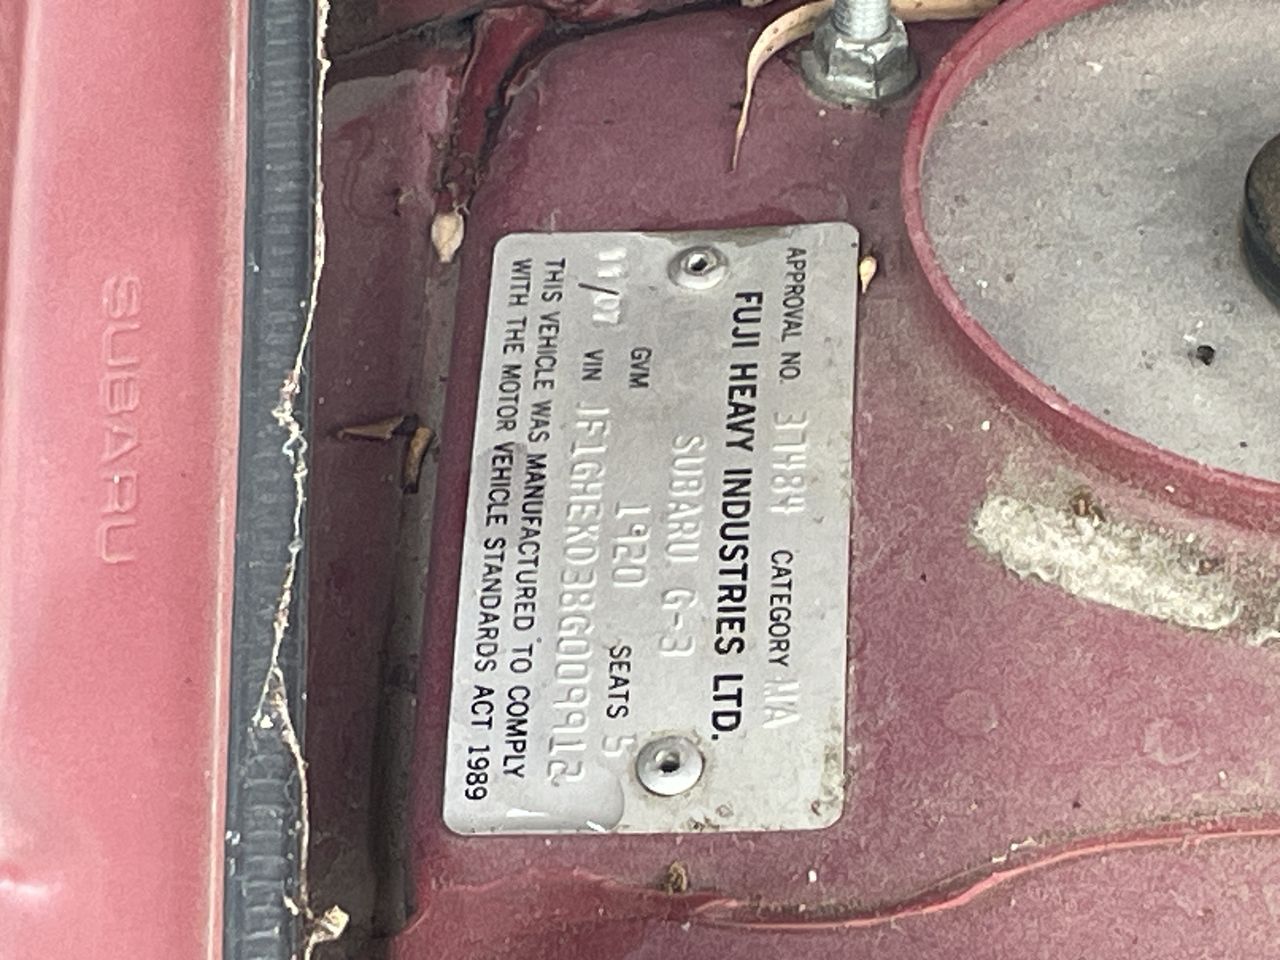 APPROVAL NO. 37484 CATEGORY MA
FUJI HEAVY INDUSTRIES LTD.
SUBARU G-3
GVM 1920 SEATS 5
11/07 VIN JF1GHEKD3BG009912
THIS VEHICLE WAS MANUFACTURED TO COMPLY
WITH THE MOTOR VEHICLE STANDARDS ACT 1989
SUBARU